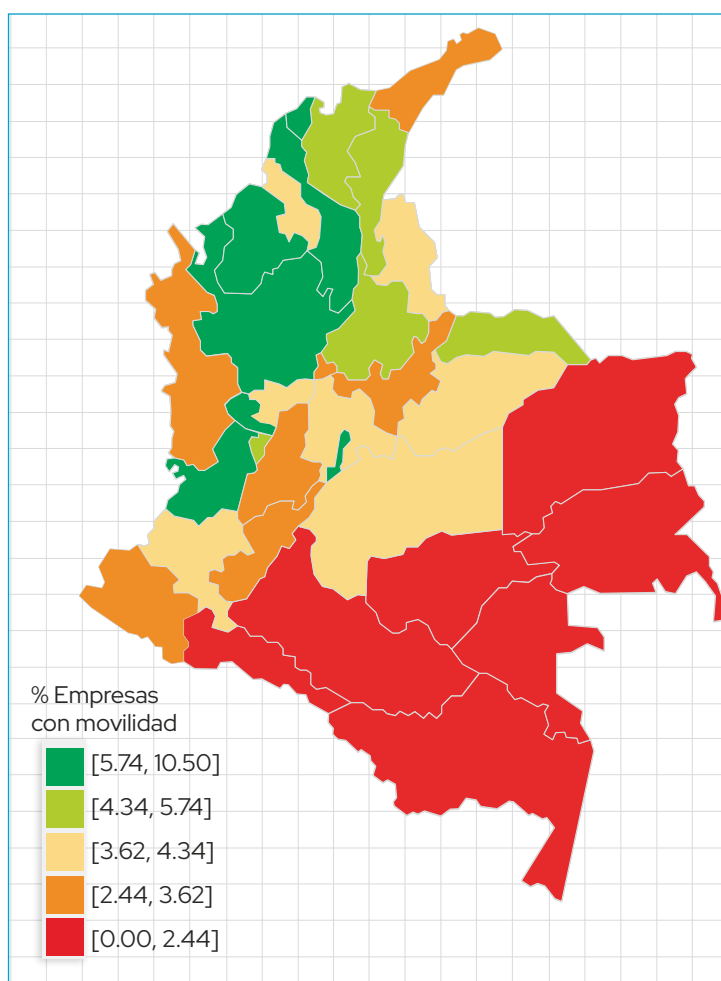 % Empresas
con movilidad
[5.74, 10.50]
[4.34, 5.74]
[3.62, 4.34]
[2.44, 3.62]
[0.00, 2.44]